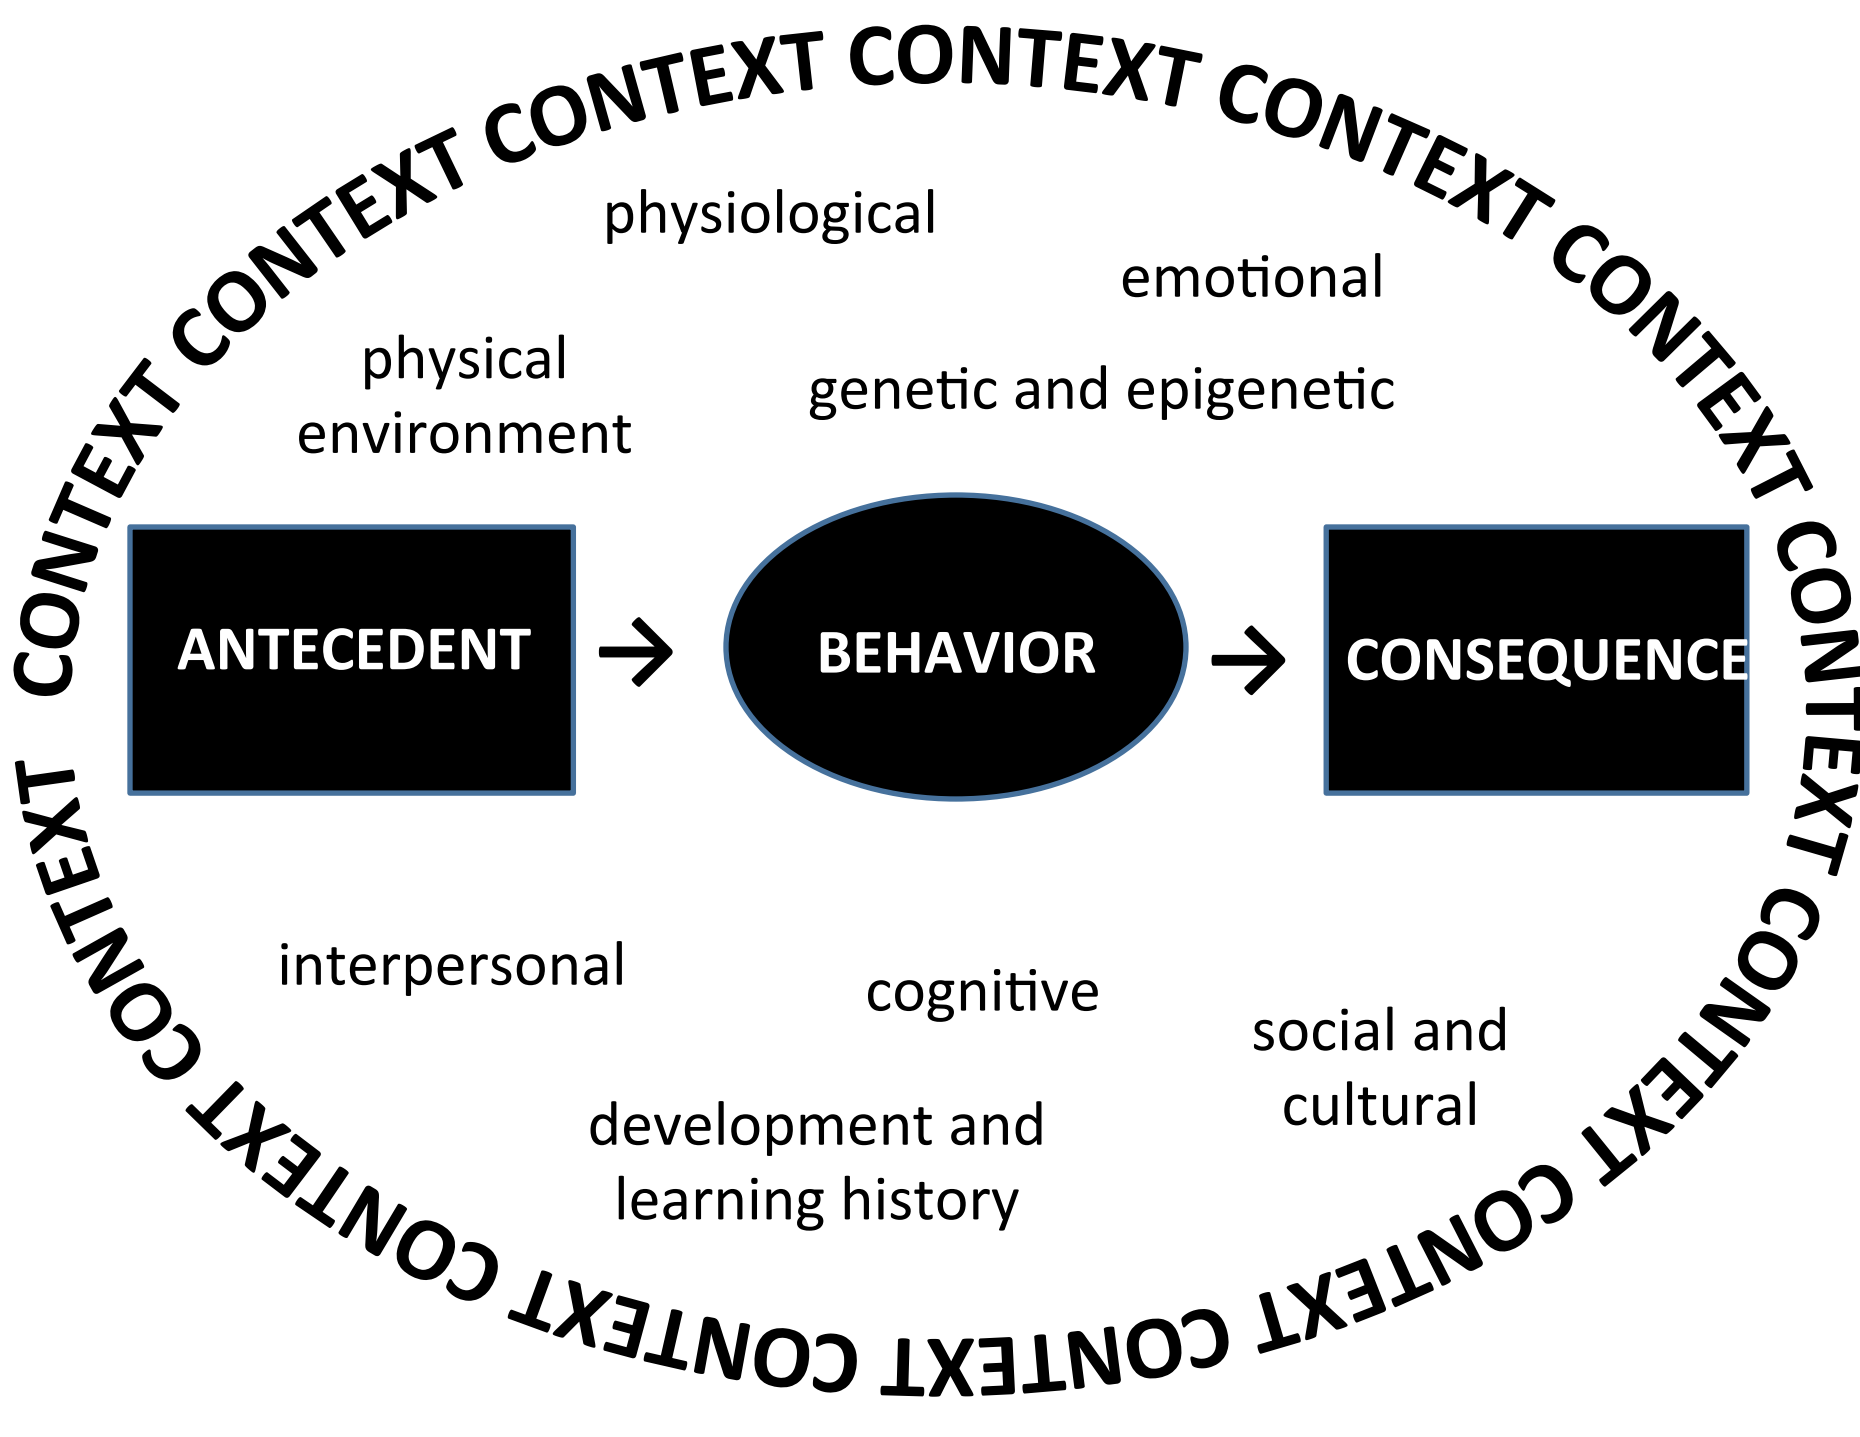 CONTEXT CONTEXT CONTEXT CONTEXT CONTEXT CONTEXT CONTEXT CONTEXT CONTEXT CONTEXT CONTEXT CONTEXT CONTEXT
physiological
emotional
physical
environment
genetic and epigenetic
ANTECEDENT
BEHAVIOR
CONSEQUENCE
interpersonal
cognitive
social and
cultural
development and
learning history